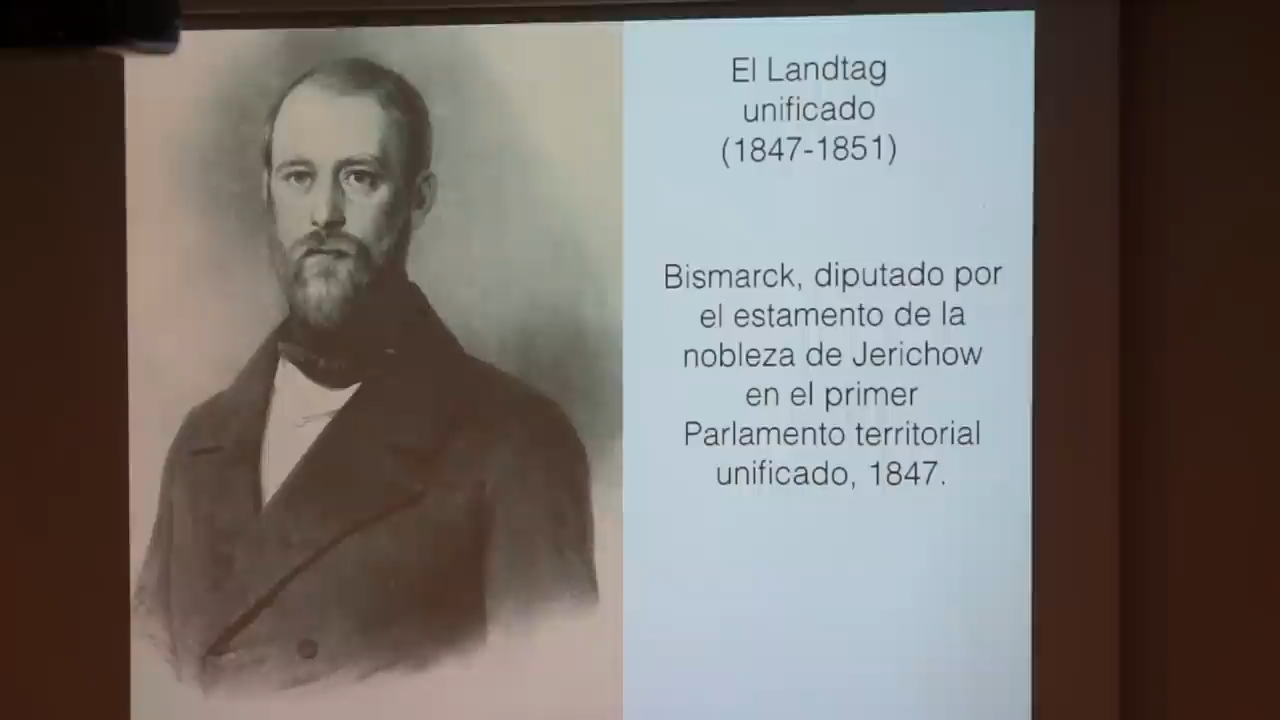 El Landtag
unificado
(1847-1851)
Bismarck, diputado por
el estamento de la
nobleza de Jerichow
en el primer
Parlamento territorial
unificado, 1847.